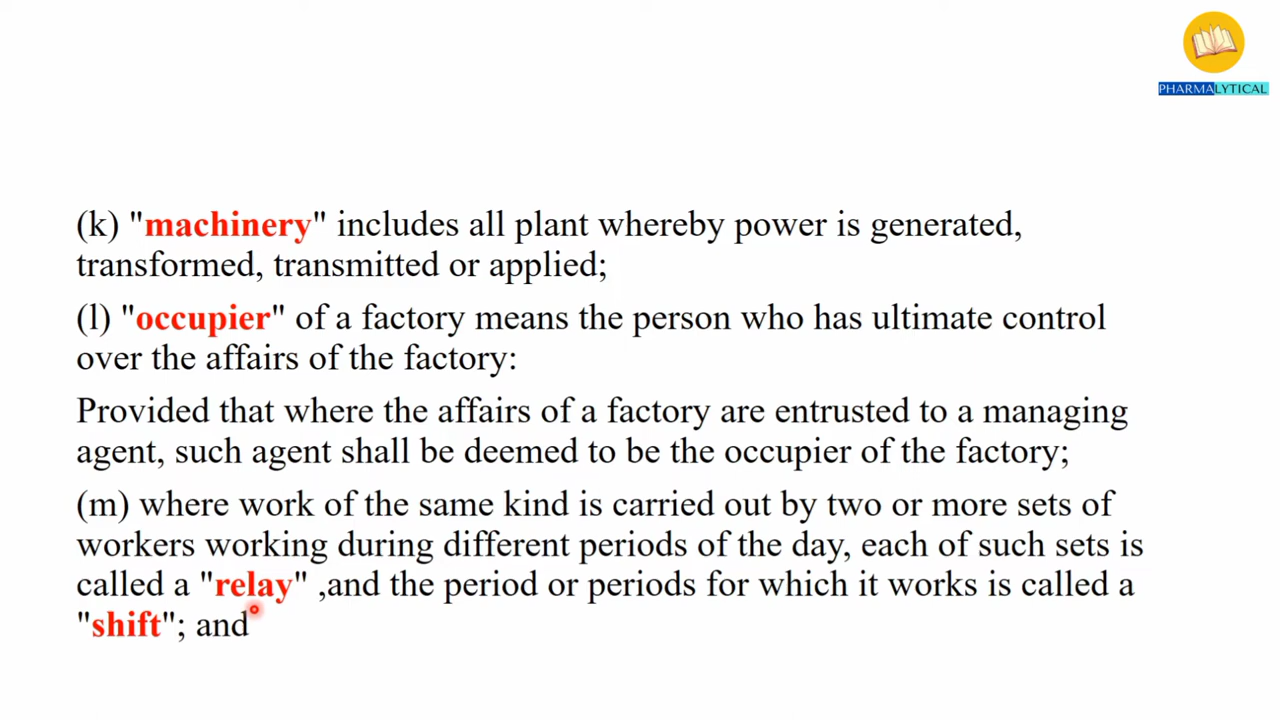 PHARMALYTICAL
(k) "machinery" includes all plant whereby power is generated,
transformed, transmitted or applied;
(l) "occupier" of a factory means the person who has ultimate control
over the affairs of the factory:
Provided that where the affairs of a factory are entrusted to a managing
agent, such agent shall be deemed to be the occupier of the factory;
(m) where work of the same kind is carried out by two or more sets of
workers working during different periods of the day, each of such sets is
called a "relay" ,and the period or periods for which it works is called a
"shift"; and